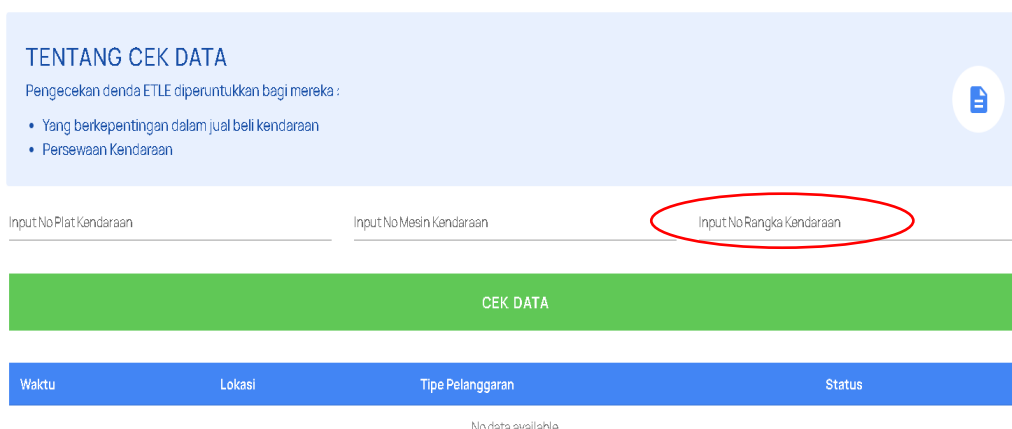 TENTANG CEK DATA
Pengecekan denda ETLE diperuntukkan bagi mereka :
• Yang berkepentingan dalam jual beli kendaraan
• Persewaan Kendaraan
Input No Plat Kendaraan Input No Mesin Kendaraan Input No Rangka Kendaraan
CEK DATA
Waktu Lokasi Tipe Pelanggaran Status
No data available